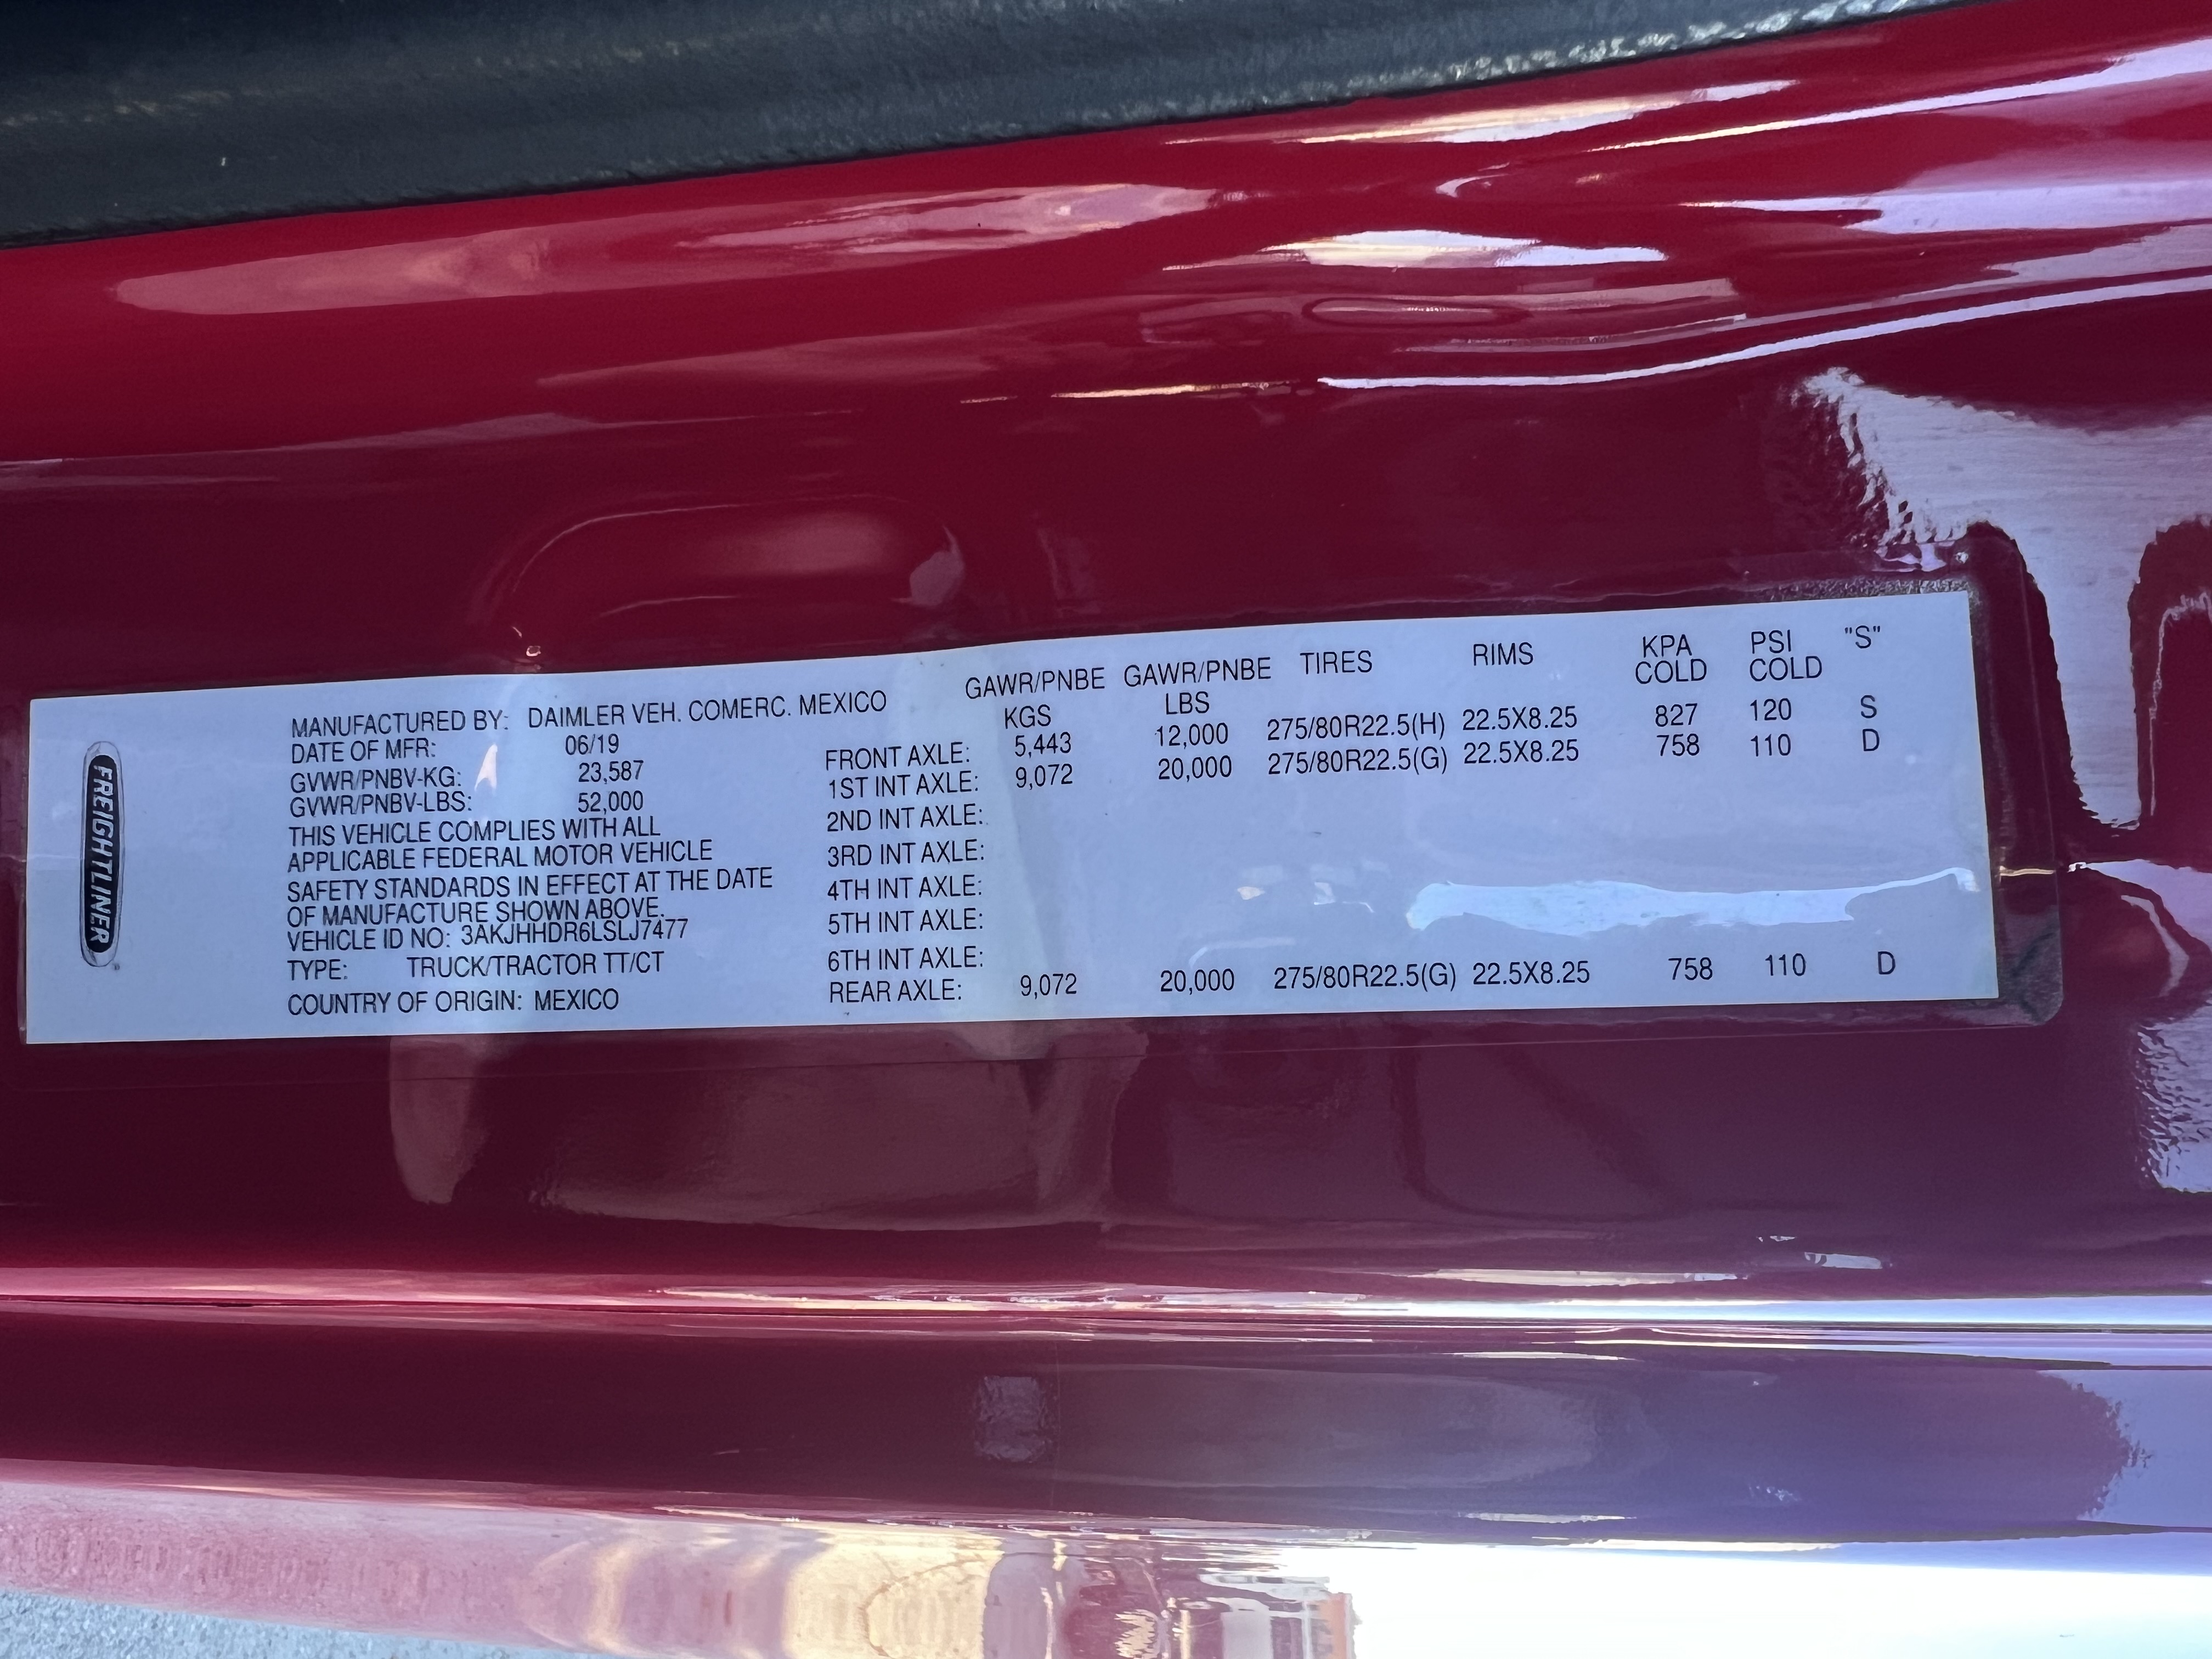 FREIGHTLINER
MANUFACTURED BY: DAIMLER VEH. COMERC. MEXICO
DATE OF MFR: 06/19
GVWR/PNBV-KG: 23,587
GVWR/PNBV-LBS: 52,000
THIS VEHICLE COMPLIES WITH ALL
APPLICABLE FEDERAL MOTOR VEHICLE
SAFETY STANDARDS IN EFFECT AT THE DATE
OF MANUFACTURE SHOWN ABOVE.
VEHICLE ID NO: 3AKJHHDR6LSLJ7477
TYPE: TRUCK/TRACTOR TT/CT
COUNTRY OF ORIGIN: MEXICO
GAWR/PNBE GAWR/PNBE TIRES RIMS KPA PSI "S"
KGS LBS COLD COLD
FRONT AXLE: 5,443 12,000 275/80R22.5(H) 22.5X8.25 827 120 S
1ST INT AXLE: 9,072 20,000 275/80R22.5(G) 22.5X8.25 758 110 D
2ND INT AXLE:
3RD INT AXLE:
4TH INT AXLE:
5TH INT AXLE:
6TH INT AXLE:
REAR AXLE: 9,072 20,000 275/80R22.5(G) 22.5X8.25 758 110 D